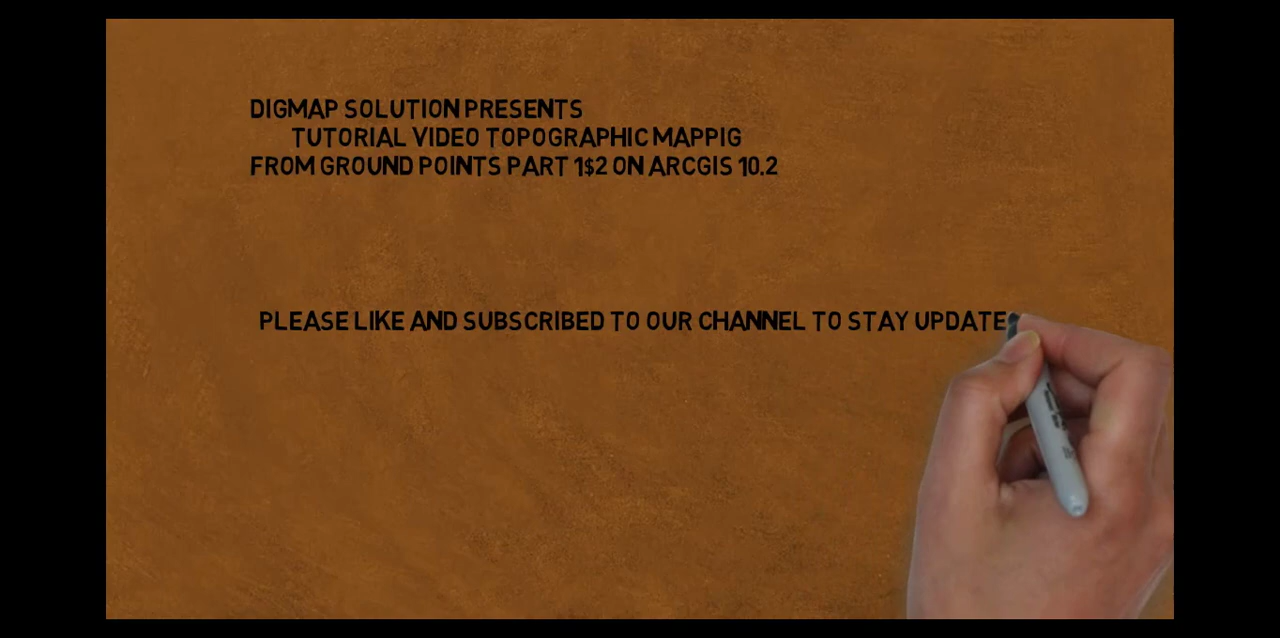 DIGMAP SOLUTION PRESENTS
TUTORIAL VIDEO TOPOGRAPHIC MAPPIG
FROM GROUND POINTS PART 1$2 ON ARCGIS 10.2
PLEASE LIKE AND SUBSCRIBED TO OUR CHANNEL TO STAY UPDATE